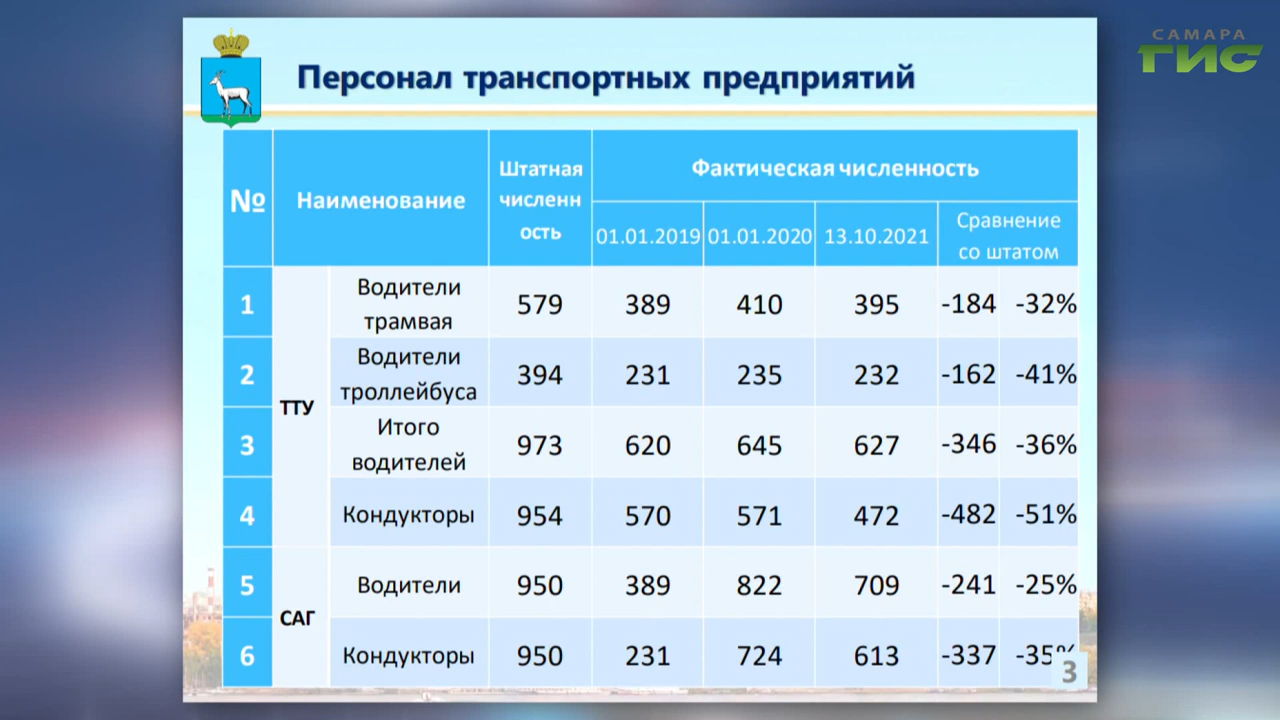 САМАРА
ГИС
Персонал транспортных предприятий
№
Наименование
Штатная
численн
ость
Фактическая численность
01.01.2019
01.01.2020
13.10.2021
Сравнение
со штатом
1
ТТУ
Водители
трамвая
579
389
410
395
-184
-32%
2
Водители
троллейбуса
394
231
235
232
-162
-41%
3
Итого
водителей
973
620
645
627
-346
-36%
4
Кондукторы
954
570
571
472
-482
-51%
5
САГ
Водители
950
389
822
709
-241
-25%
6
Кондукторы
950
231
724
613
-337
-35%
3